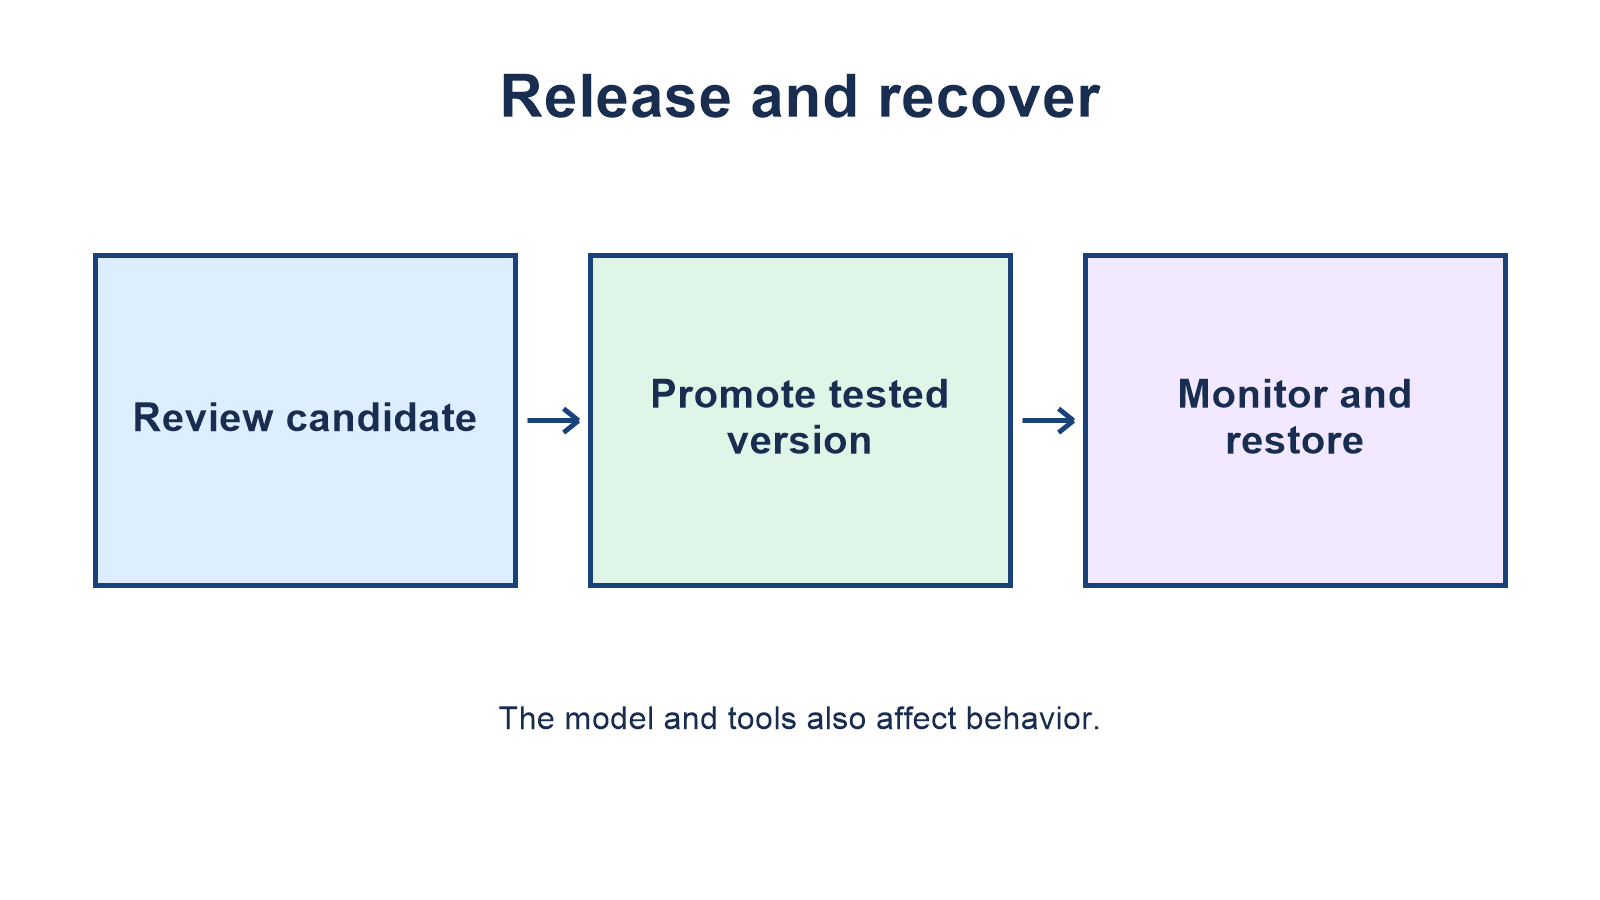 Release and recover
Review candidate
Promote tested
version
Monitor and
restore
The model and tools also affect behavior.